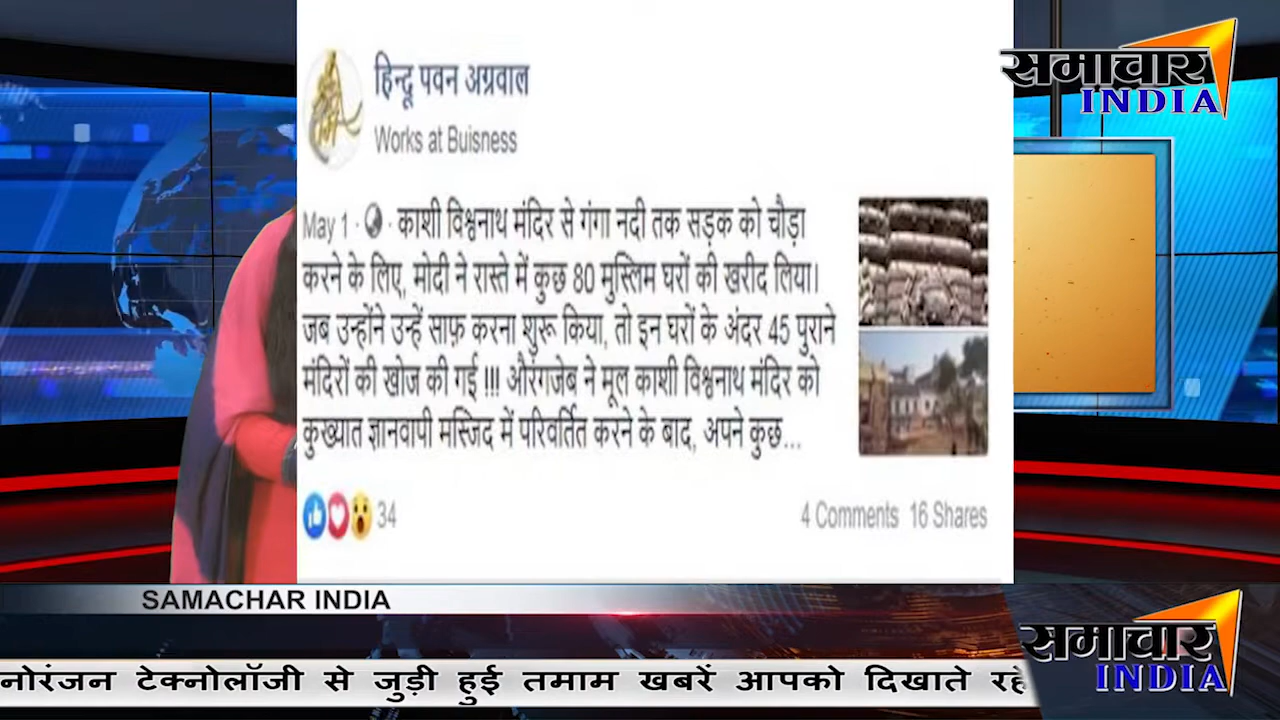 हिन्दू पवन अग्रवाल
Works at Buisness
May 1 · काशी विश्वनाथ मंदिर से गंगा नदी तक सड़क को चौड़ा
करने के लिए, मोदी ने रास्ते में कुछ 80 मुस्लिम घरों की खरीद लिया।
जब उन्होंने उन्हें साफ़ करना शुरू किया, तो इन घरों के अंदर 45 पुराने
मंदिरों की खोज की गई !!! औरंगजेब ने मूल काशी विश्वनाथ मंदिर को
कुख्यात ज्ञानवापी मस्जिद में परिवर्तित करने के बाद, अपने कुछ...
34
4 Comments 16 Shares
समाचार
INDIA
SAMACHAR INDIA
समाचार
INDIA
नोरंजन टेक्नोलॉजी से जुड़ी हुई तमाम खबरें आपको दिखाते रहे